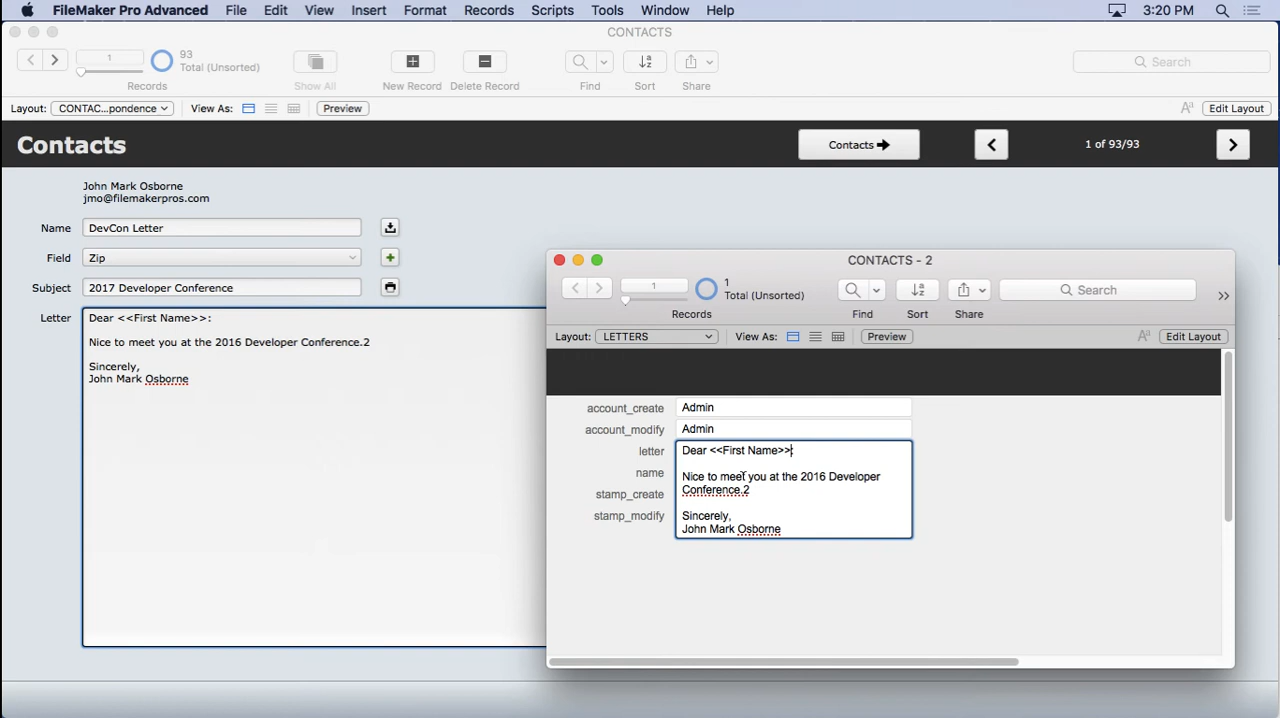 FileMaker Pro Advanced File Edit View Insert Format Records Scripts Tools Window Help 3:20 PM
CONTACTS
1
93
Total (Unsorted)
Search
Records Show All New Record Delete Record Find Sort Share
Layout: CONTAC...pondence View As: Preview Aª Edit Layout
Contacts
Contacts
1 of 93/93
John Mark Osborne
jmo@filemakerpros.com
Name DevCon Letter
Field Zip
Subject 2017 Developer Conference
Letter Dear <<First Name>>:
Nice to meet you at the 2016 Developer Conference.2
Sincerely,
John Mark Osborne
CONTACTS - 2
1
1
Total (Unsorted)
Search
Records Find Sort Share
Layout: LETTERS View As: Preview Aª Edit Layout
account_create Admin
account_modify Admin
letter Dear <<First Name>>
name Nice to meet you at the 2016 Developer
Conference.2
stamp_create
stamp_modify Sincerely,
John Mark Osborne